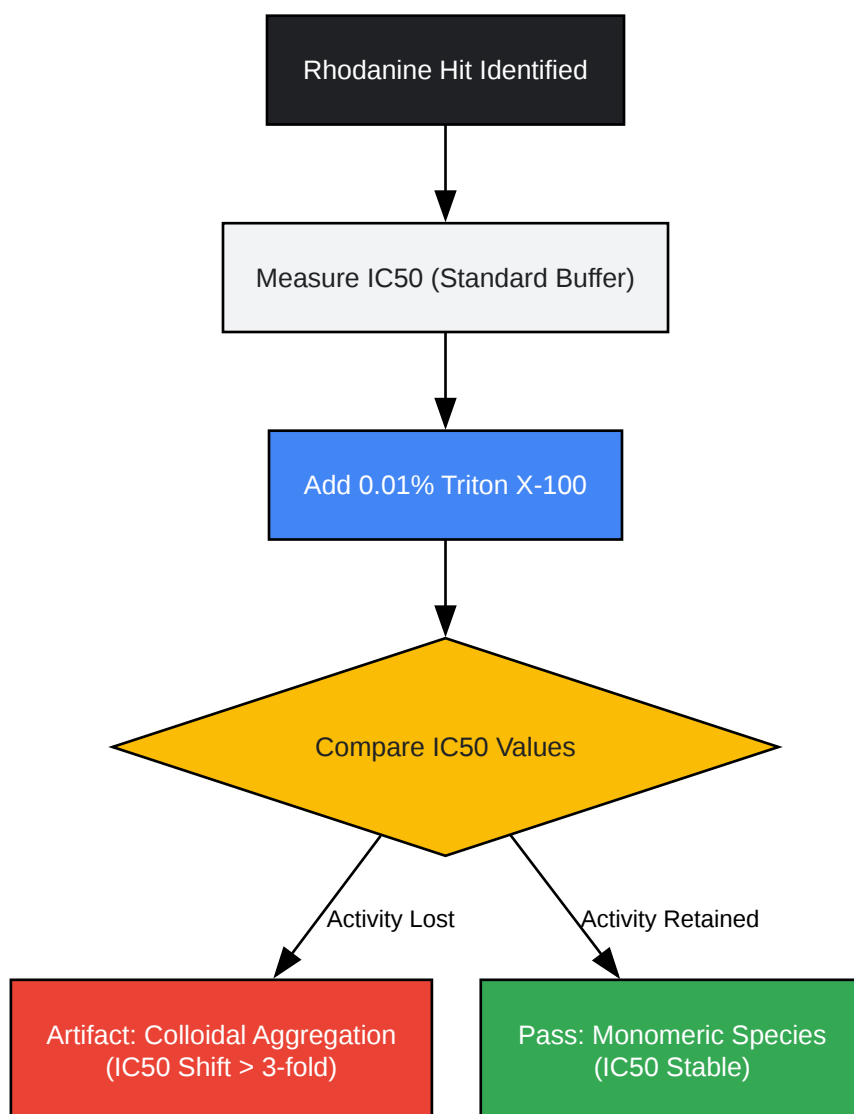 Rhodanine Hit Identified
Measure IC50 (Standard Buffer)
Add 0.01% Triton X-100
Compare IC50 Values
Activity Lost
Activity Retained
Artifact: Colloidal Aggregation
(IC50 Shift > 3-fold)
Pass: Monomeric Species
(IC50 Stable)